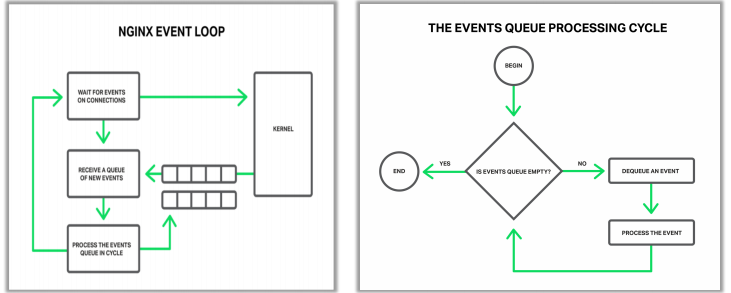 NGINX EVENT LOOP
WAIT FOR EVENTS
ON CONNECTIONS
KERNEL
RECEIVE A QUEUE
OF NEW EVENTS
PROCESS THE EVENTS
QUEUE IN CYCLE
THE EVENTS QUEUE PROCESSING CYCLE
BEGIN
END
YES
IS EVENTS QUEUE EMPTY?
NO
DEQUEUE AN EVENT
PROCESS THE EVENT